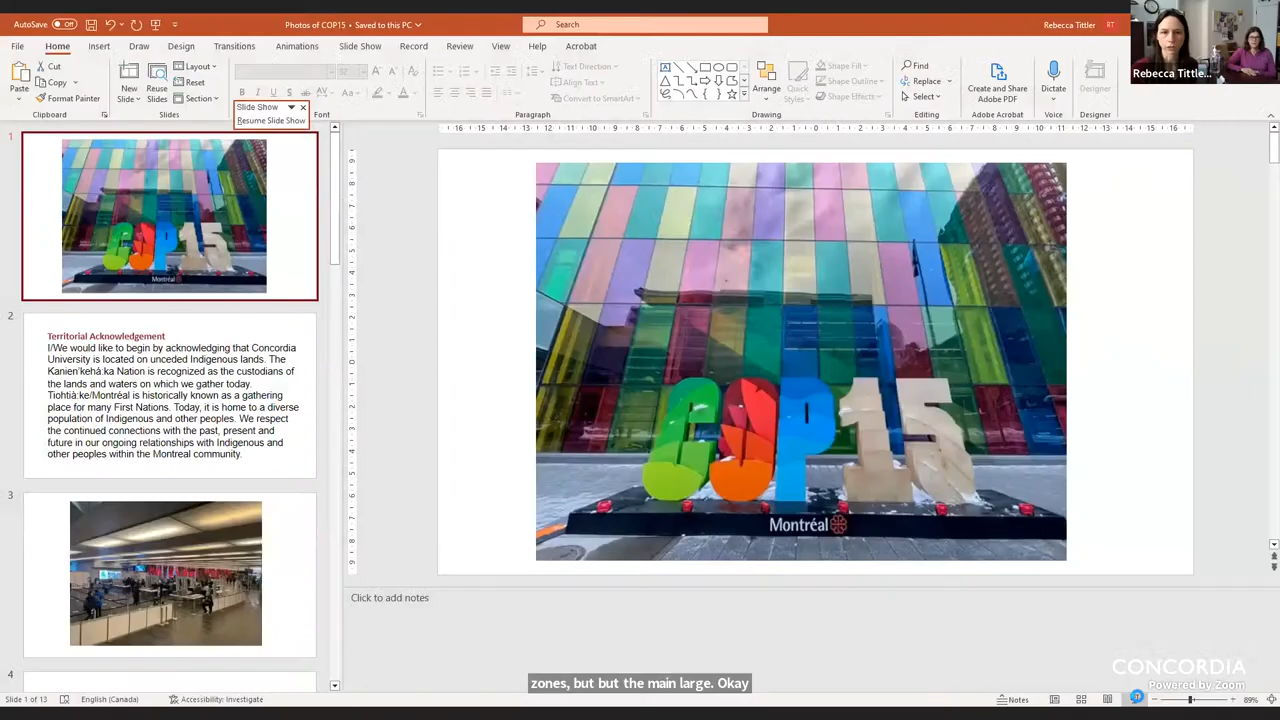 AutoSave Off
Photos of COP15 • Saved to this PC
Search
Rebecca Tittler RT
File Home Insert Draw Design Transitions Animations Slide Show Record Review View Help Acrobat
Paste
Cut
Copy
Format Painter
Clipboard
New Slide
Reuse Slides
Layout
Reset
Section
Slides
Slide Show
Resume Slide Show
Font
Text Direction
Align Text
Convert to SmartArt
Paragraph
Arrange
Quick Styles
Shape Fill
Shape Outline
Shape Effects
Drawing
Find
Replace
Select
Editing
Create and Share Adobe PDF
Adobe Acrobat
Dictate
Voice
Designer
Designer
Rebecca Tittle...
1
COP15
Montréal
2
Territorial Acknowledgement
I/We would like to begin by acknowledging that Concordia
University is located on unceded Indigenous lands. The
Kanien’kehá:ka Nation is recognized as the custodians of
the lands and waters on which we gather today.
Tiohtià:ke/Montréal is historically known as a gathering
place for many First Nations. Today, it is home to a diverse
population of Indigenous and other peoples. We respect
the continued connections with the past, present and
future in our ongoing relationships with Indigenous and
other peoples within the Montreal community.
3
4
COP15
Montréal
Click to add notes
CONCORDIA
Powered by Zoom
zones, but but the main large. Okay
Slide 1 of 13
English (Canada)
Accessibility: Investigate
Notes
89%